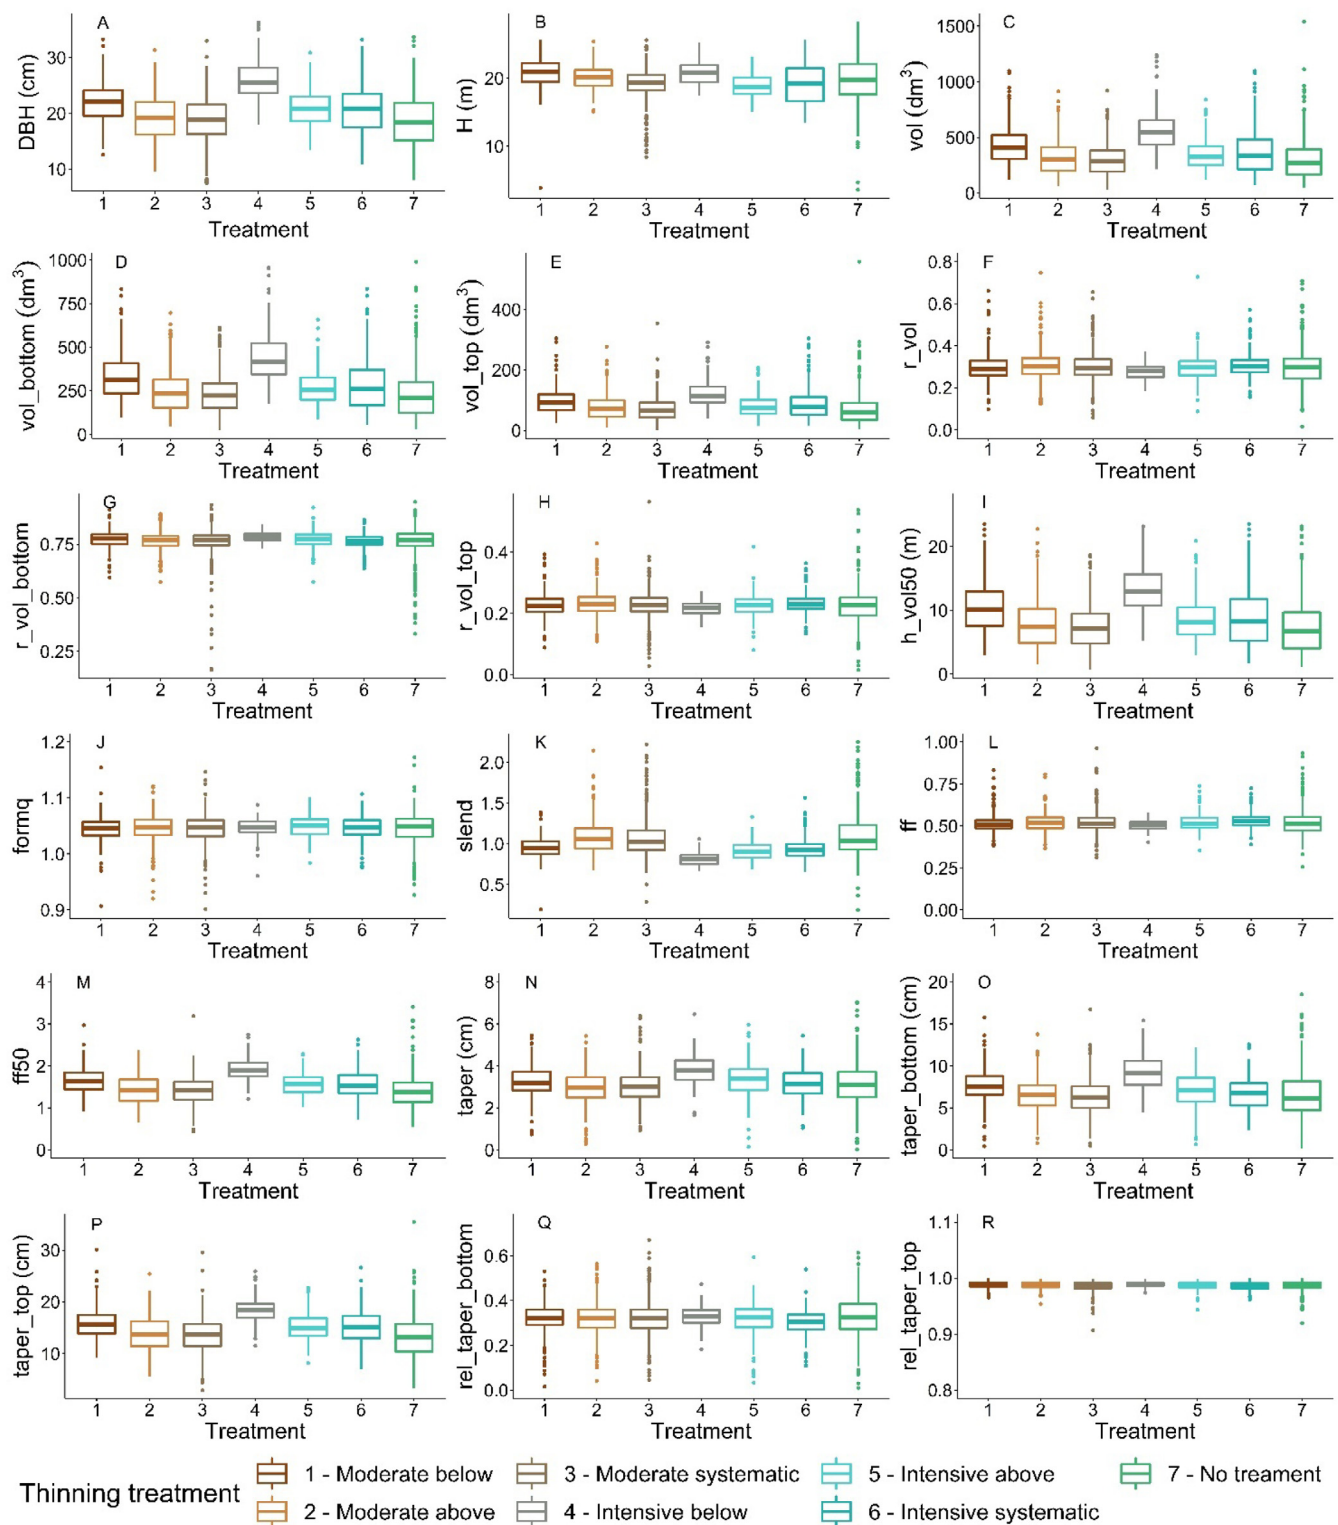 A
DBH (cm)
30
20
10
1 2 3 4 5 6 7
Treatment
B
H (m)
20
10
1 2 3 4 5 6 7
Treatment
C
vol (dm³)
1500
1000
500
0
1 2 3 4 5 6 7
Treatment
D
vol_bottom (dm³)
1000
750
500
250
0
1 2 3 4 5 6 7
Treatment
E
vol_top (dm³)
400
200
0
1 2 3 4 5 6 7
Treatment
F
r_vol
0.8
0.6
0.4
0.2
0.0
1 2 3 4 5 6 7
Treatment
G
r_vol_bottom
0.75
0.50
0.25
1 2 3 4 5 6 7
Treatment
H
r_vol_top
0.4
0.2
0.0
1 2 3 4 5 6 7
Treatment
I
h_vol50 (m)
20
10
0
1 2 3 4 5 6 7
Treatment
J
formq
1.2
1.1
1.0
0.9
1 2 3 4 5 6 7
Treatment
K
slend
2.0
1.5
1.0
0.5
1 2 3 4 5 6 7
Treatment
L
ff
1.00
0.75
0.50
0.25
0.00
1 2 3 4 5 6 7
Treatment
M
ff50
4
3
2
1
0
1 2 3 4 5 6 7
Treatment
N
taper (cm)
8
6
4
2
0
1 2 3 4 5 6 7
Treatment
O
taper_bottom (cm)
20
15
10
5
0
1 2 3 4 5 6 7
Treatment
P
taper_top (cm)
30
20
10
1 2 3 4 5 6 7
Treatment
Q
rel_taper_bottom
0.6
0.4
0.2
0.0
1 2 3 4 5 6 7
Treatment
R
rel_taper_top
1.1
1.0
0.9
0.8
1 2 3 4 5 6 7
Treatment
Thinning treatment
1 - Moderate below
2 - Moderate above
3 - Moderate systematic
4 - Intensive below
5 - Intensive above
6 - Intensive systematic
7 - No treament